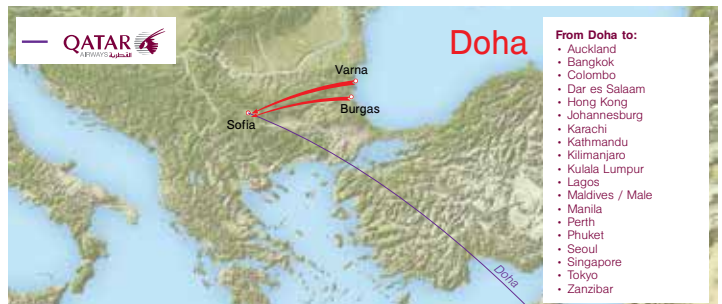 QATAR
AIRWAYS القطرية
Doha
Varna
Burgas
Sofia
Doha
From Doha to:
• Auckland
• Bangkok
• Colombo
• Dar es Salaam
• Hong Kong
• Johannesburg
• Karachi
• Kathmandu
• Kilimanjaro
• Kulala Lumpur
• Lagos
• Maldives / Male
• Manila
• Perth
• Phuket
• Seoul
• Singapore
• Tokyo
• Zanzibar